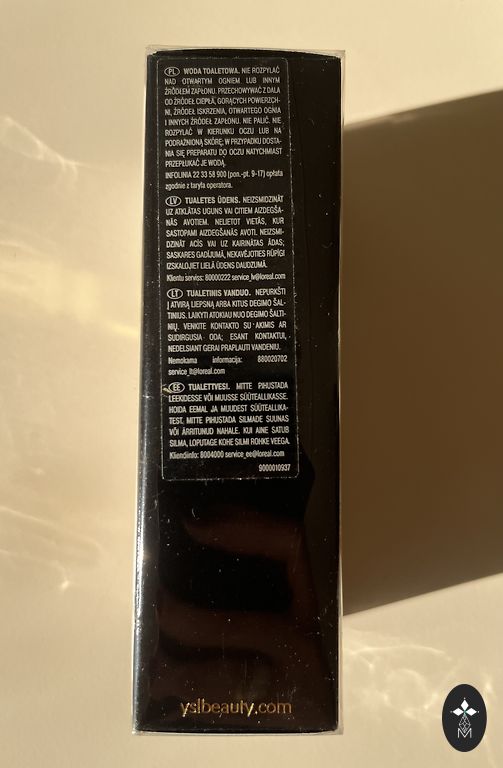 PL WODA TOALETOWA. NIE ROZPYLAĆ
NAD OTWARTYM OGNIEM LUB INNYM
ŹRÓDŁEM ZAPŁONU. PRZECHOWYWAĆ Z DALA
OD ŹRÓDEŁ CIEPŁA, GORĄCYCH POWIERZCH-
NI, ŹRÓDEŁ ISKRZENIA, OTWARTEGO OGNIA
I INNYCH ŹRÓDEŁ ZAPŁONU. NIE PALIĆ. NIE
ROZPYLAĆ W KIERUNKU OCZU LUB NA
PODRAŻNIONĄ SKÓRĘ; W PRZYPADKU DOSTA-
NIA SIĘ PREPARATU DO OCZU NATYCHMIAST
PRZEPŁUKAĆ JE WODĄ.
INFOLINIA 22 33 58 900 (pon.-pt. 9-17) opłata
zgodnie z taryfą operatora.
LV TUALETES ŪDENS. NEIZSMIDZINĀT
UZ ATKLĀTAS UGUNS VAI CITIEM AIZDEGŠA-
NĀS AVOTIEM. NELIETOT VIETĀS, KUR
SASTOPAMI AIZDEGŠANĀS AVOTI. NEIZSMI-
DZINĀT ACĪS VAI UZ KAIRINĀTAS ĀDAS;
SASKARES GADĪJUMĀ, NEKAVĒJOTIES RŪPĪGI
IZSKALOJIET LIELĀ ŪDENS DAUDZUMĀ.
Klientu serviss: 80000222 service_lv@loreal.com
LT TUALETINIS VANDUO. NEPURKŠTI
Į ATVIRĄ LIEPSNĄ ARBA KITUS DEGIMO ŠAL-
TINIUS. LAIKYTI ATOKIAU NUO DEGIMO ŠALTI-
NIŲ. VENKITE KONTAKTO SU AKIMIS AR
SUDIRGUSIA ODA; ESANT KONTAKTUI,
NEDELSIANT GERAI PRAPLAUTI VANDENIU.
Nemokama informacija: 880020702
service_lt@loreal.com
EE TUALETTVESI. MITTE PIHUSTADA
LEEKIDESSE VÕI MUUSSE SÜÜTEALLIKASSE.
HOIDA EEMAL JA MUUDEST SÜÜTEALLIKA-
TEST. MITTE PIHUSTADA SILMADE SUUNAS
VÕI ÄRRITUNUD NAHALE. KUI AINE SATUB
SILMA, LOPUTAGE KOHE SILMI ROHKE VEEGA.
Kliendiinfo: 8004000 service_ee@loreal.com
9000010937
yslbeauty.com
M